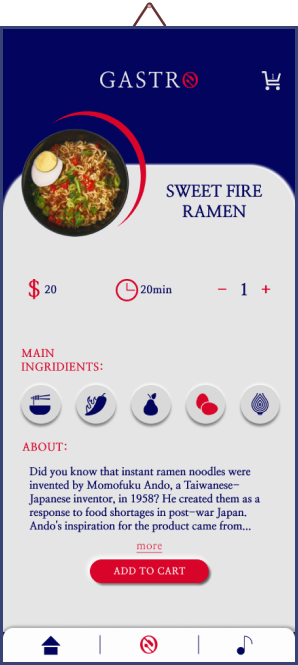 GASTRO
SWEET FIRE
RAMEN
$ 20
20min
− 1 +
MAIN
INGRIDIENTS:
ABOUT:
Did you know that instant ramen noodles were
invented by Momofuku Ando, a Taiwanese-
Japanese inventor, in 1958? He created them as a
response to food shortages in post-war Japan.
Ando's inspiration for the product came from...
more
ADD TO CART